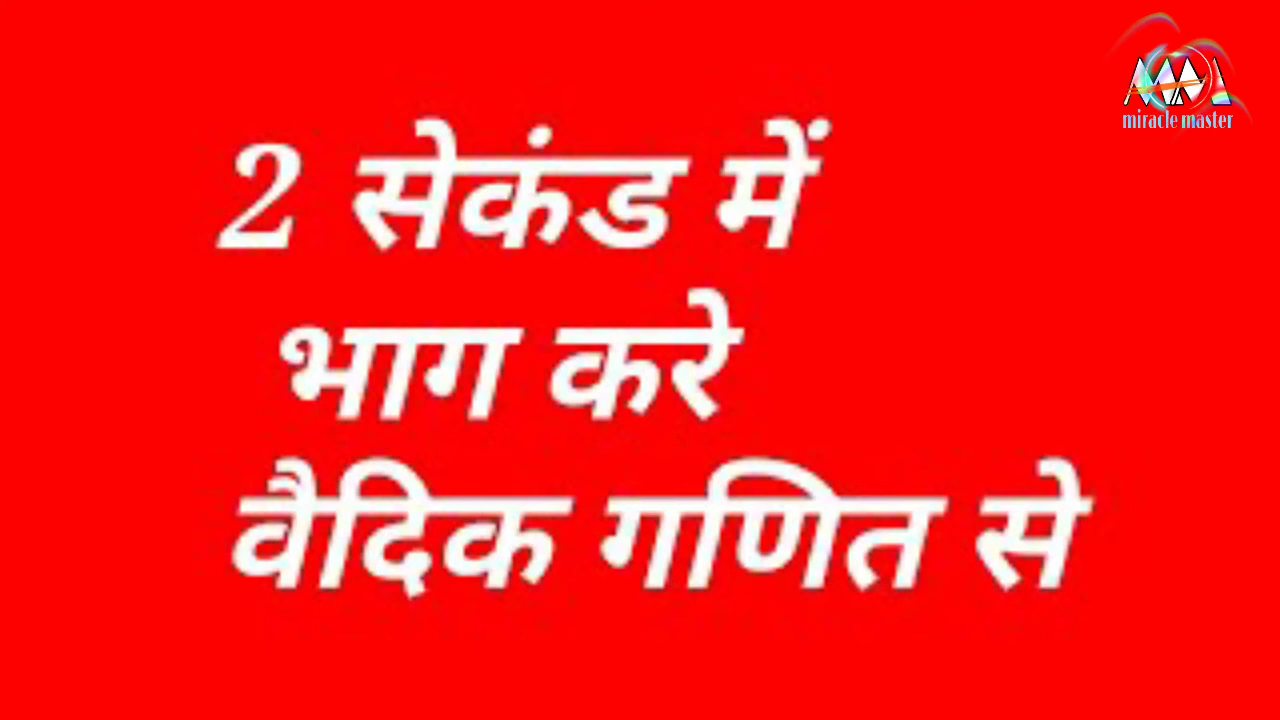 miracle master
2 सेकंड में
भाग करे
वैदिक गणित से